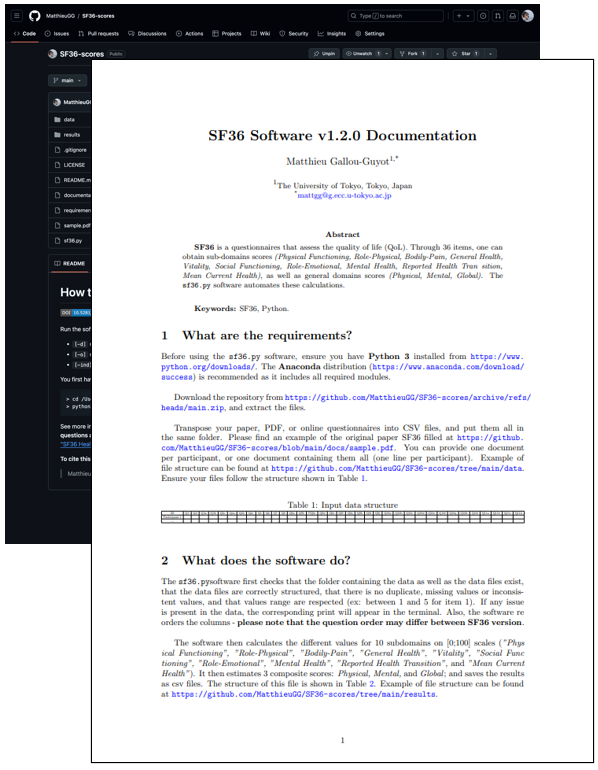 MatthieuGG / SF36-scores
Type / to search
Code
Issues
Pull requests
Discussions
Actions
Projects
Wiki
Security
Insights
Settings
SF36-scores
Public
Unpin
Unwatch 1
Fork 1
Star 1
main
MatthieuGG
data
results
.gitignore
LICENSE
README.m
documenta
requiremen
sample.pdf
sf36.py
README
How t
DOI 10.5281
Run the sof
[-d]
[-o]
[-ind]
You first hav
> cd /Us
> python
See more in
questions a
"SF36 Heal
To cite this
Matthieu
SF36 Software v1.2.0 Documentation
Matthieu Gallou-Guyot1,*
1The University of Tokyo, Tokyo, Japan
*mattgg@g.ecc.u-tokyo.ac.jp
Abstract
SF36 is a questionnaires that assess the quality of life (QoL). Through 36 items, one can
obtain sub-domains scores (Physical Functioning, Role-Physical, Bodily-Pain, General Health,
Vitality, Social Functioning, Role-Emotional, Mental Health, Reported Health Tran sition,
Mean Current Health), as well as general domains scores (Physical, Mental, Global). The
sf36.py software automates these calculations.
Keywords: SF36, Python.
1 What are the requirements?
Before using the sf36.py software, ensure you have Python 3 installed from https://www.
python.org/downloads/. The Anaconda distribution (https://www.anaconda.com/download/
success) is recommended as it includes all required modules.
Download the repository from https://github.com/MatthieuGG/SF36-scores/archive/refs/
heads/main.zip, and extract the files.
Transpose your paper, PDF, or online questionnaires into CSV files, and put them all in
the same folder. Please find an example of the original paper SF36 filled at https://github.
com/MatthieuGG/SF36-scores/blob/main/docs/sample.pdf. You can provide one document
per participant, or one document containing them all (one line per participant). Example of
file structure can be found at https://github.com/MatthieuGG/SF36-scores/tree/main/data.
Ensure your files follow the structure shown in Table 1.
Table 1: Input data structure
2 What does the software do?
The sf36.pysoftware first checks that the folder containing the data as well as the data files exist,
that the data files are correctly structured, that there is no duplicate, missing values or inconsis-
tent values, and that values range are respected (ex: between 1 and 5 for item 1). If any issue
is present in the data, the corresponding print will appear in the terminal. Also, the software re
orders the columns - please note that the question order may differ between SF36 version.
The software then calculates the different values for 10 subdomains on [0;100] scales ("Phys
ical Functioning", "Role-Physical", "Bodily-Pain", "General Health", "Vitality", "Social Func
tioning", "Role-Emotional", "Mental Health", "Reported Health Transition", and "Mean Current
Health"). It then estimates 3 composite scores: Physical, Mental, and Global; and saves the results
as csv files. The structure of this file is shown in Table 2. Example of file structure can be found
at https://github.com/MatthieuGG/SF36-scores/tree/main/results.
1